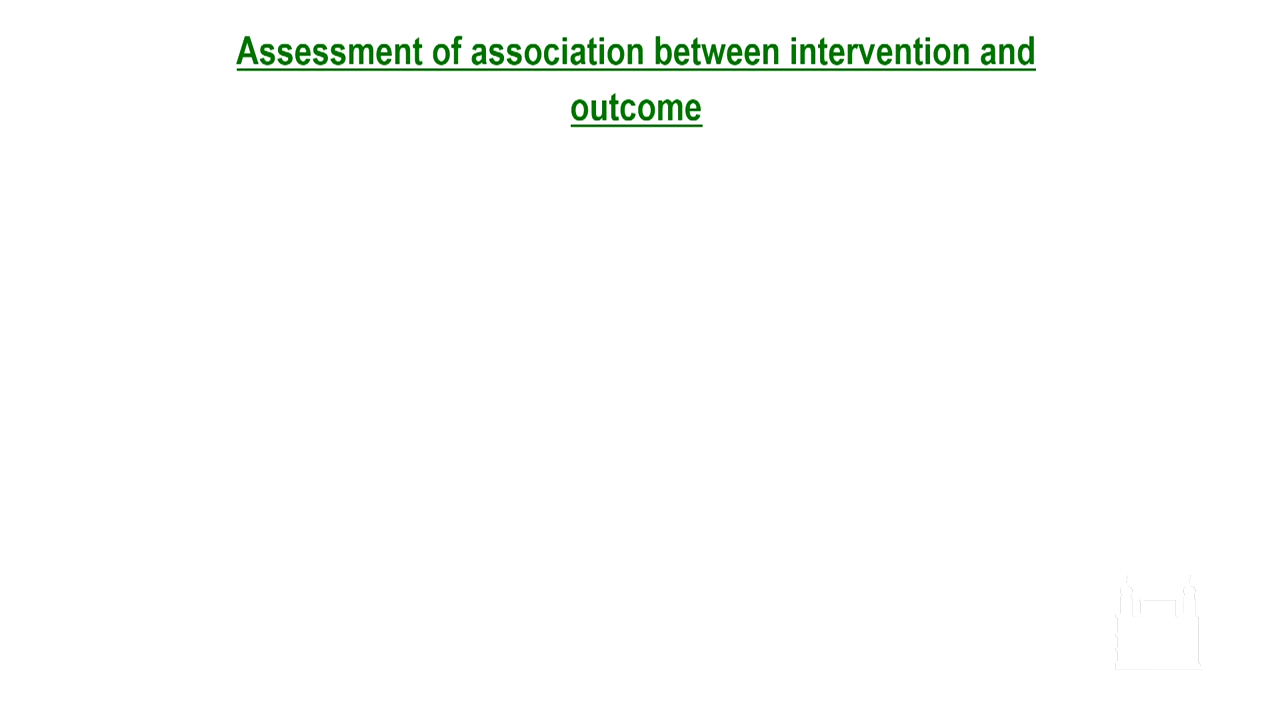 Assessment of association between intervention and
outcome